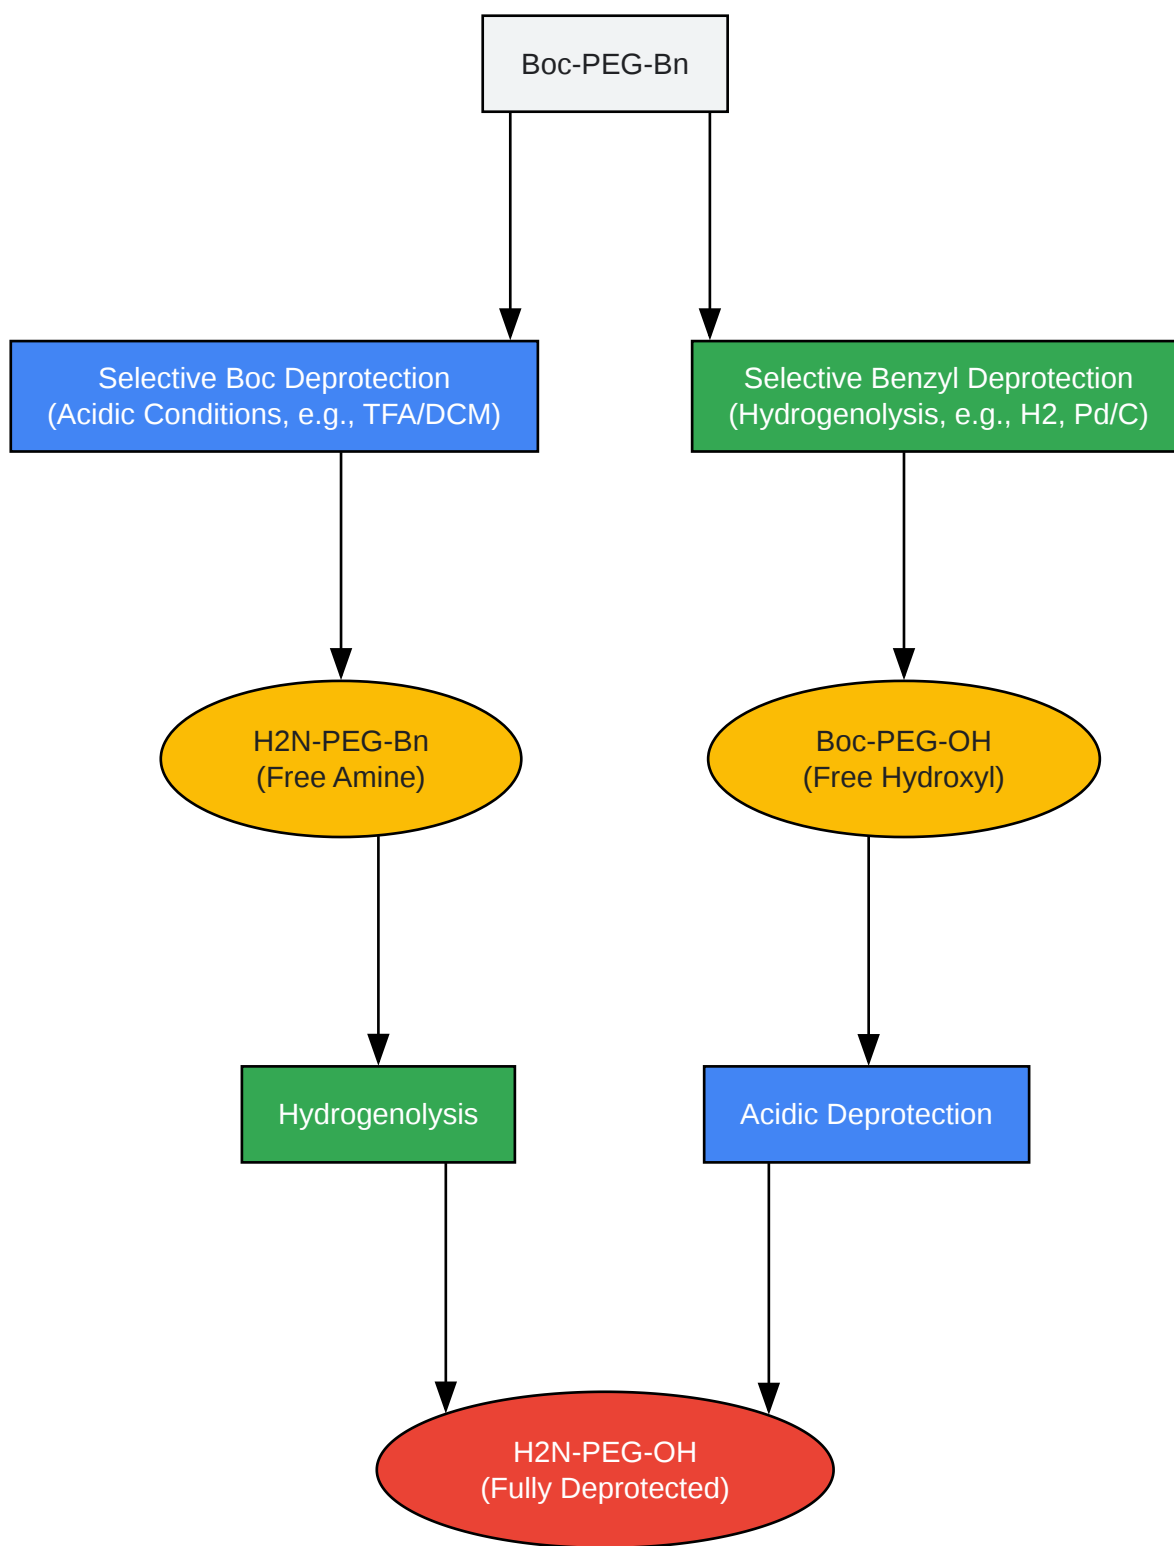 Boc-PEG-Bn
Selective Boc Deprotection
(Acidic Conditions, e.g., TFA/DCM)
Selective Benzyl Deprotection
(Hydrogenolysis, e.g., H2, Pd/C)
H2N-PEG-Bn
(Free Amine)
Boc-PEG-OH
(Free Hydroxyl)
Hydrogenolysis
Acidic Deprotection
H2N-PEG-OH
(Fully Deprotected)